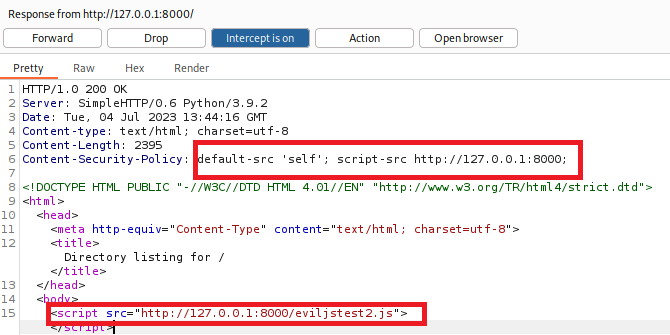 Response from http://127.0.0.1:8000/
Forward Drop Intercept is on Action Open browser
Pretty Raw Hex Render
1 HTTP/1.0 200 OK
2 Server: SimpleHTTP/0.6 Python/3.9.2
3 Date: Tue, 04 Jul 2023 13:44:16 GMT
4 Content-type: text/html; charset=utf-8
5 Content-Length: 2395
6 Content-Security-Policy: default-src 'self'; script-src http://127.0.0.1:8000;
7
8 <!DOCTYPE HTML PUBLIC "-//W3C//DTD HTML 4.01//EN" "http://www.w3.org/TR/html4/strict.dtd">
9 <html>
10 <head>
11 <meta http-equiv="Content-Type" content="text/html; charset=utf-8">
12 <title>
Directory listing for /
</title>
13 </head>
14 <body>
15 <script src="http://127.0.0.1:8000/eviljstest2.js">
</script>